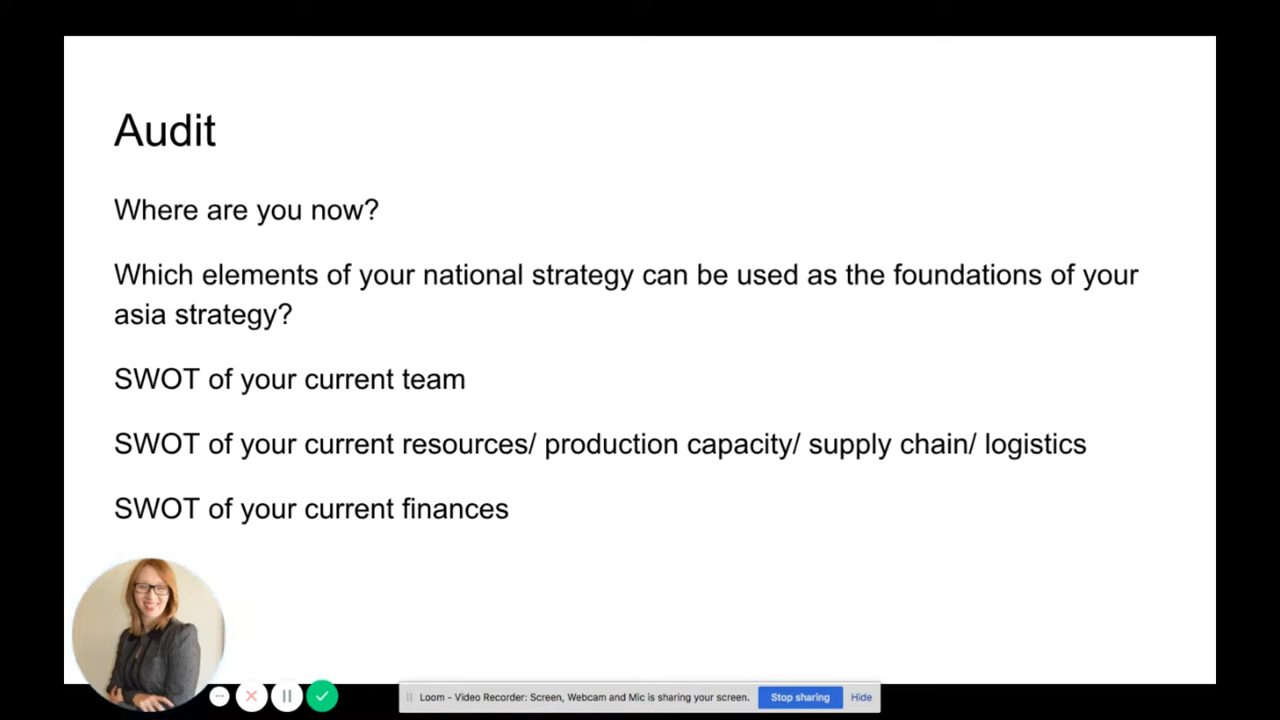 Audit
Where are you now?
Which elements of your national strategy can be used as the foundations of your
asia strategy?
SWOT of your current team
SWOT of your current resources/ production capacity/ supply chain/ logistics
SWOT of your current finances
Loom - Video Recorder: Screen, Webcam and Mic is sharing your screen. Stop sharing Hide